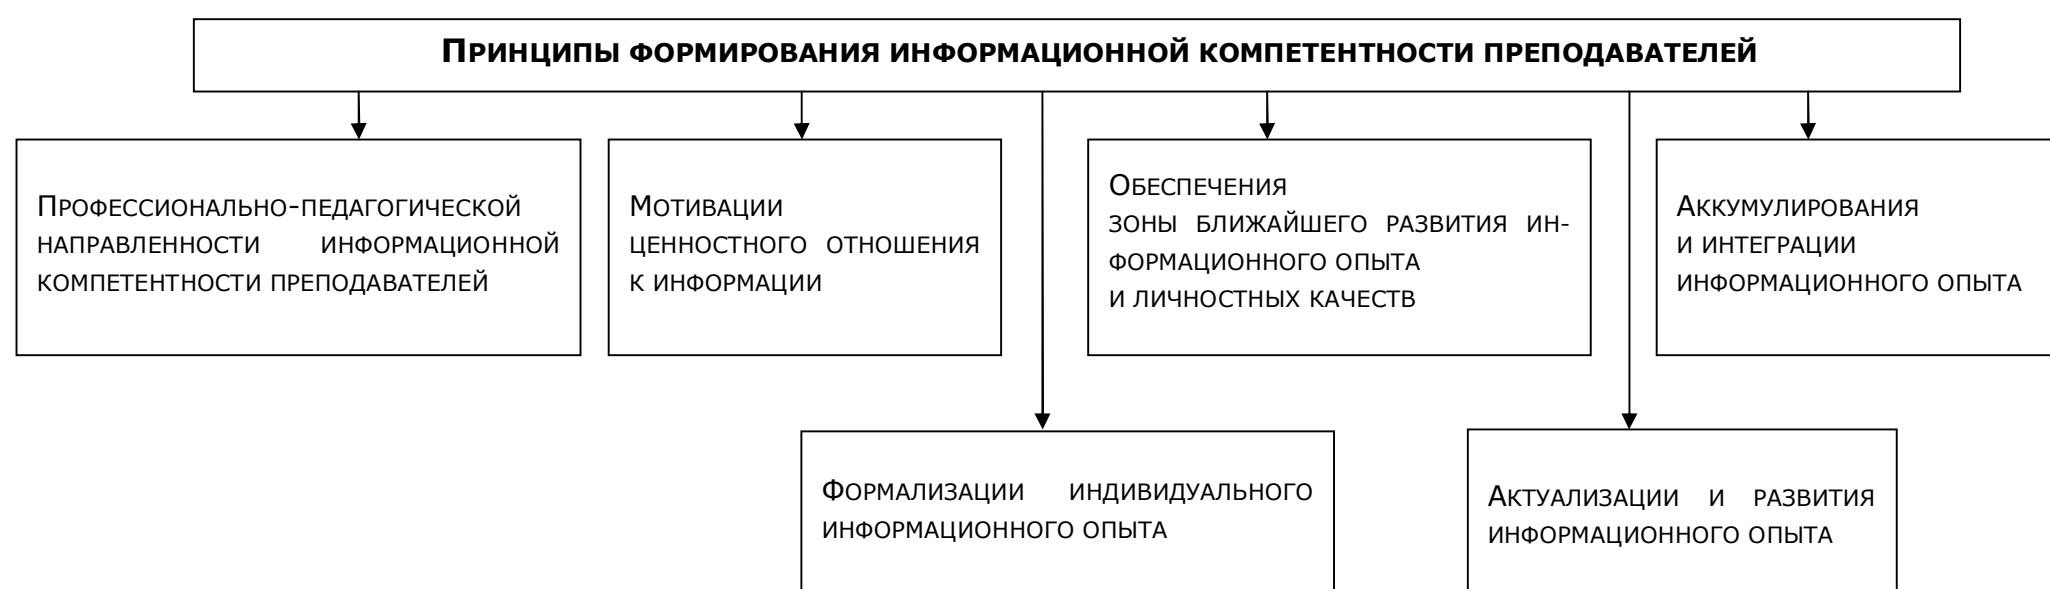 ПРИНЦИПЫ ФОРМИРОВАНИЯ ИНФОРМАЦИОННОЙ КОМПЕТЕНТНОСТИ ПРЕПОДАВАТЕЛЕЙ
ПРОФЕССИОНАЛЬНО-ПЕДАГОГИЧЕСКОЙ
НАПРАВЛЕННОСТИ ИНФОРМАЦИОННОЙ
КОМПЕТЕНТНОСТИ ПРЕПОДАВАТЕЛЕЙ
МОТИВАЦИИ
ЦЕННОСТНОГО ОТНОШЕНИЯ
К ИНФОРМАЦИИ
ОБЕСПЕЧЕНИЯ
ЗОНЫ БЛИЖАЙШЕГО РАЗВИТИЯ ИН-
ФОРМАЦИОННОГО ОПЫТА
И ЛИЧНОСТНЫХ КАЧЕСТВ
АККУМУЛИРОВАНИЯ
И ИНТЕГРАЦИИ
ИНФОРМАЦИОННОГО ОПЫТА
ФОРМАЛИЗАЦИИ ИНДИВИДУАЛЬНОГО
ИНФОРМАЦИОННОГО ОПЫТА
АКТУАЛИЗАЦИИ И РАЗВИТИЯ
ИНФОРМАЦИОННОГО ОПЫТА